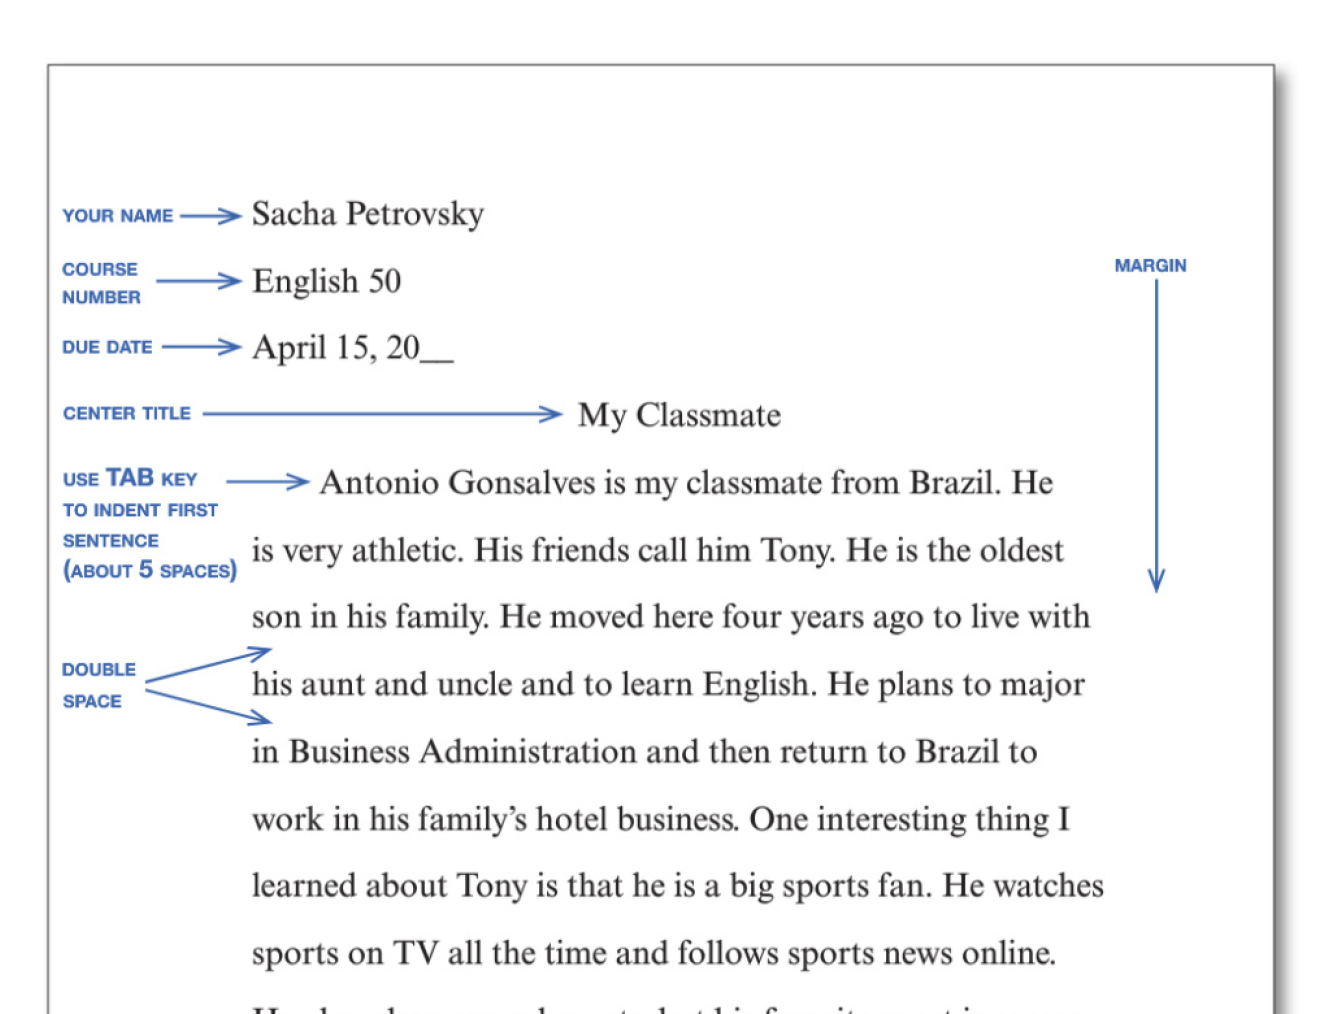 YOUR NAME Sacha Petrovsky
COURSE NUMBER English 50
MARGIN
DUE DATE April 15, 20__
CENTER TITLE My Classmate
USE TAB KEY TO INDENT FIRST SENTENCE (ABOUT 5 SPACES)
Antonio Gonsalves is my classmate from Brazil. He
is very athletic. His friends call him Tony. He is the oldest
son in his family. He moved here four years ago to live with
DOUBLE SPACE
his aunt and uncle and to learn English. He plans to major
in Business Administration and then return to Brazil to
work in his family’s hotel business. One interesting thing I
learned about Tony is that he is a big sports fan. He watches
sports on TV all the time and follows sports news online.